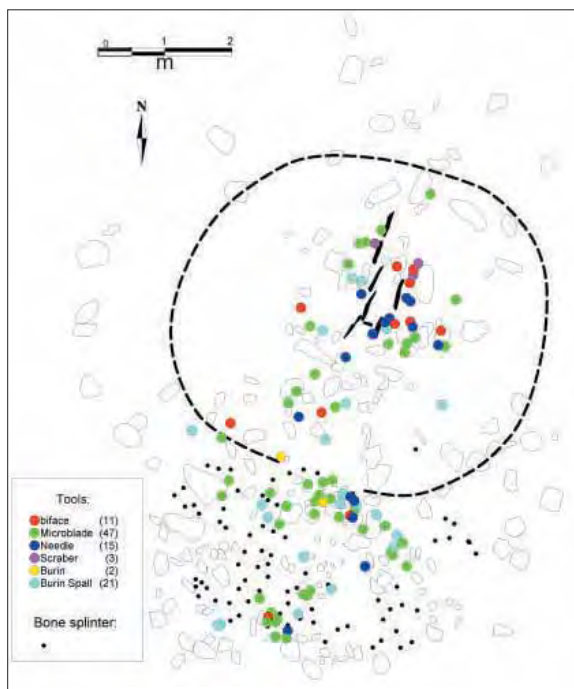 0 1 2
m
N
Tools:
biface (11)
Microblade (47)
Needle (15)
Scraber (3)
Burin (2)
Burin Spall (21)
Bone splinter: